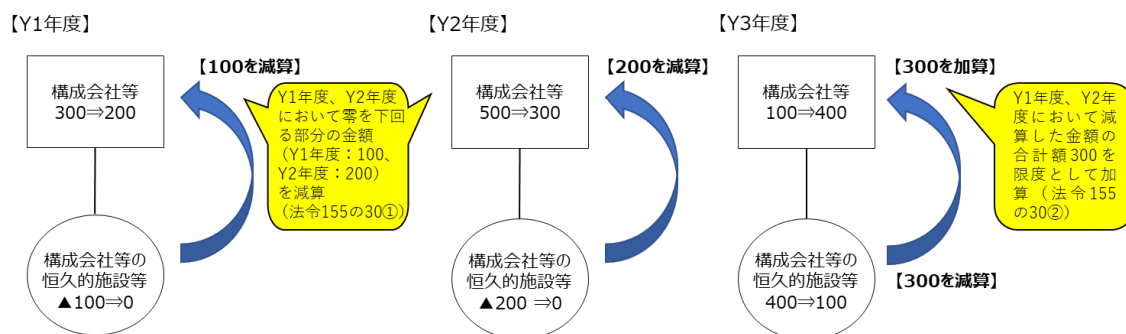 【Y1年度】
構成会社等
300⇒200
【100を減算】
Y1年度、Y2年度
において零を下回
る部分の金額
（Y1年度：100、
Y2年度：200）
を減算
（法令155の30①）
構成会社等の
恒久的施設等
▲100⇒0
【Y2年度】
構成会社等
500⇒300
【200を減算】
構成会社等の
恒久的施設等
▲200 ⇒0
【Y3年度】
構成会社等
100⇒400
【300を加算】
Y1年度、Y2年
度において減
算した金額の
合計額300を
限度として加
算（法令155
の30②）
構成会社等の
恒久的施設等
400⇒100
【300を減算】